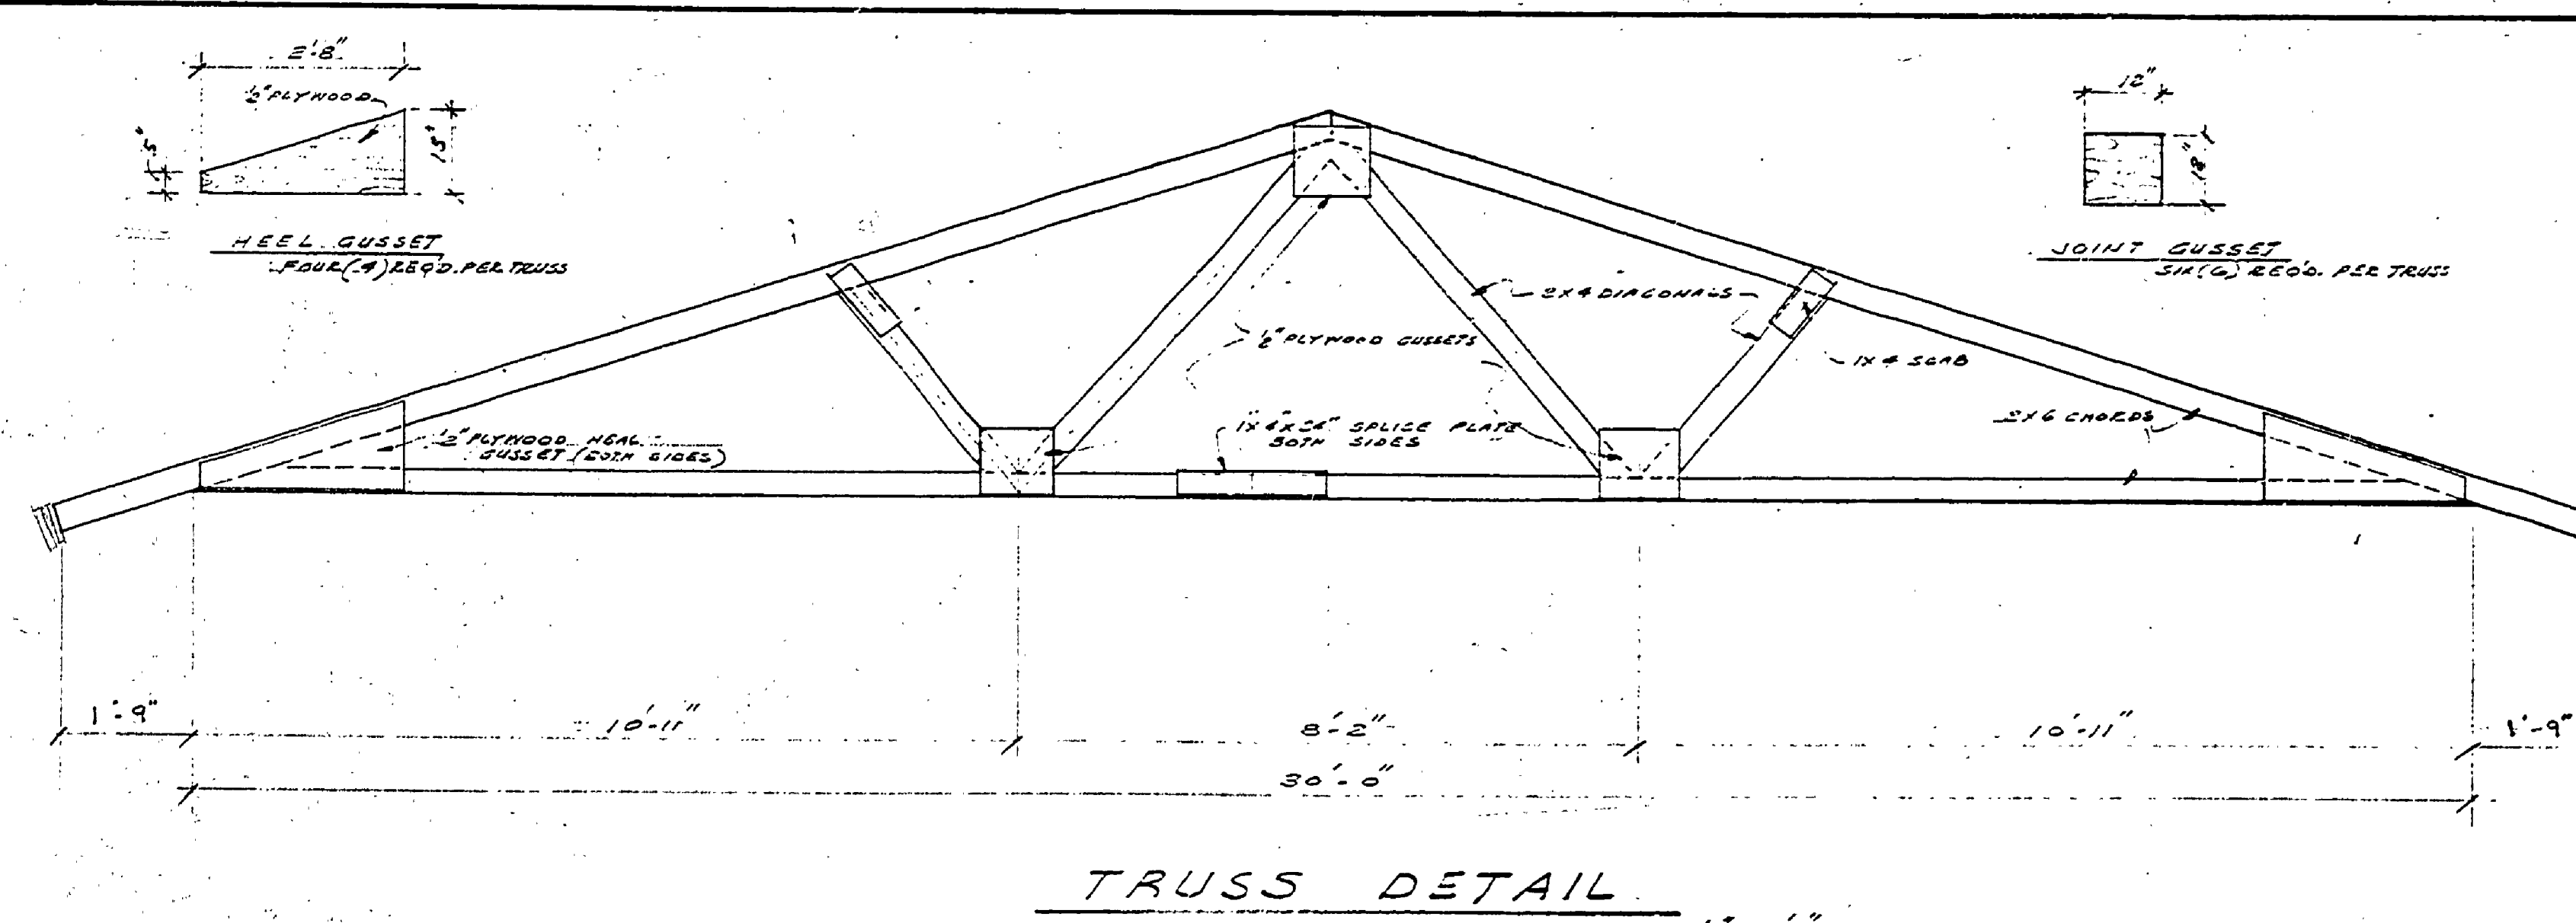 2'-8"
½" PLYWOOD
5"
15"
HEEL GUSSET
FOUR (4) REQ'D. PER TRUSS
12"
JOINT GUSSET
SIX (6) REQ'D. PER TRUSS
2X4 DIAGONALS
½" PLYWOOD GUSSETS
1X4 SCAB
2X6 CHORDS
½" PLYWOOD HEAL
GUSSET (BOTH SIDES)
SPLICE PLATE
BOTH SIDES
1'-9"
10'-11"
8'-2"
10'-11"
1'-9"
30'-0"
TRUSS DETAIL